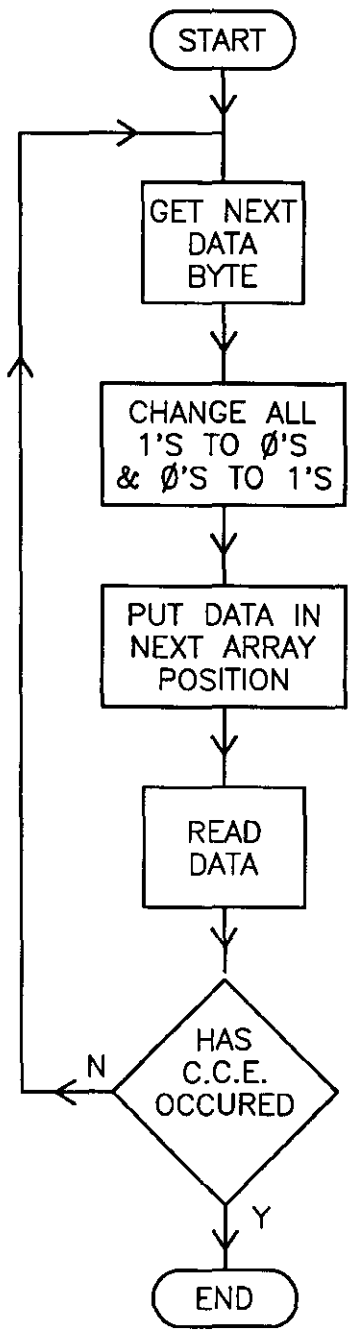 START
GET NEXT
DATA
BYTE
CHANGE ALL
1'S TO Ø'S
& Ø'S TO 1'S
PUT DATA IN
NEXT ARRAY
POSITION
READ
DATA
HAS
C.C.E.
OCCURED
N
Y
END